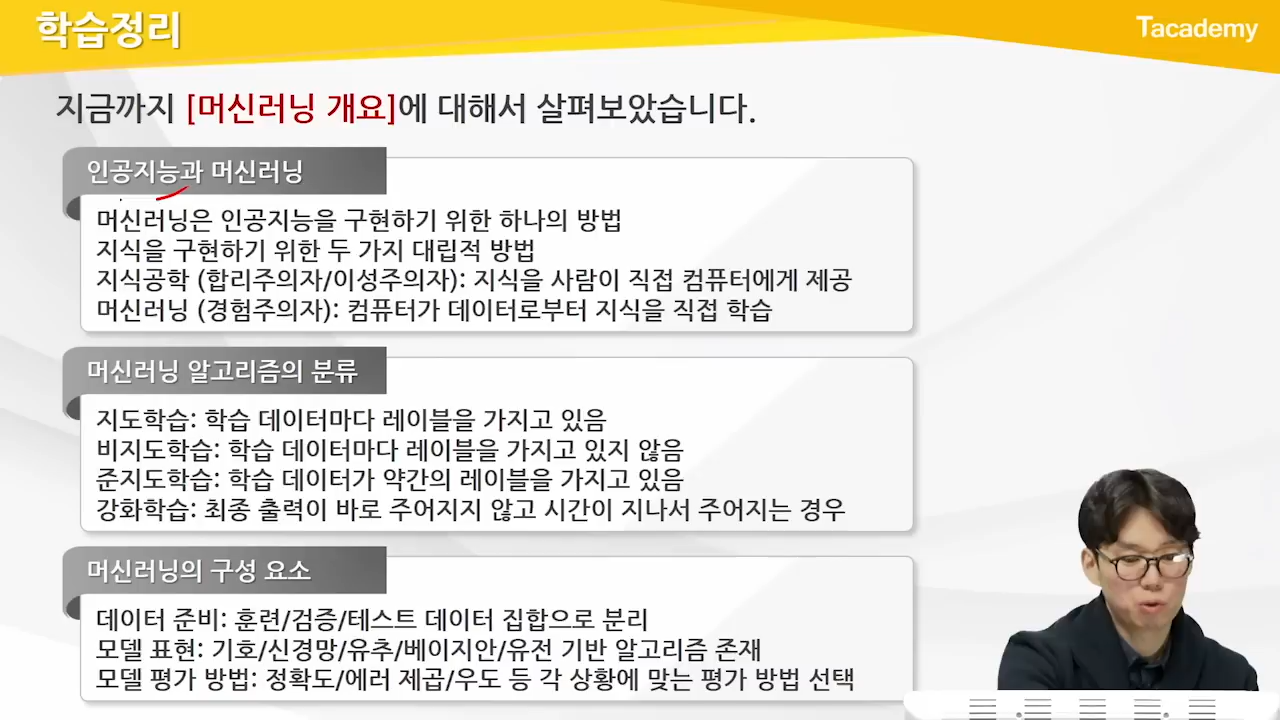 학습정리
Tacademy
지금까지 [머신러닝 개요]에 대해서 살펴보았습니다.
인공지능과 머신러닝
머신러닝은 인공지능을 구현하기 위한 하나의 방법
지식을 구현하기 위한 두 가지 대립적 방법
지식공학 (합리주의자/이성주의자): 지식을 사람이 직접 컴퓨터에게 제공
머신러닝 (경험주의자): 컴퓨터가 데이터로부터 지식을 직접 학습
머신러닝 알고리즘의 분류
지도학습: 학습 데이터마다 레이블을 가지고 있음
비지도학습: 학습 데이터마다 레이블을 가지고 있지 않음
준지도학습: 학습 데이터가 약간의 레이블을 가지고 있음
강화학습: 최종 출력이 바로 주어지지 않고 시간이 지나서 주어지는 경우
머신러닝의 구성 요소
데이터 준비: 훈련/검증/테스트 데이터 집합으로 분리
모델 표현: 기호/신경망/유추/베이지안/유전 기반 알고리즘 존재
모델 평가 방법: 정확도/에러 제곱/우도 등 각 상황에 맞는 평가 방법 선택